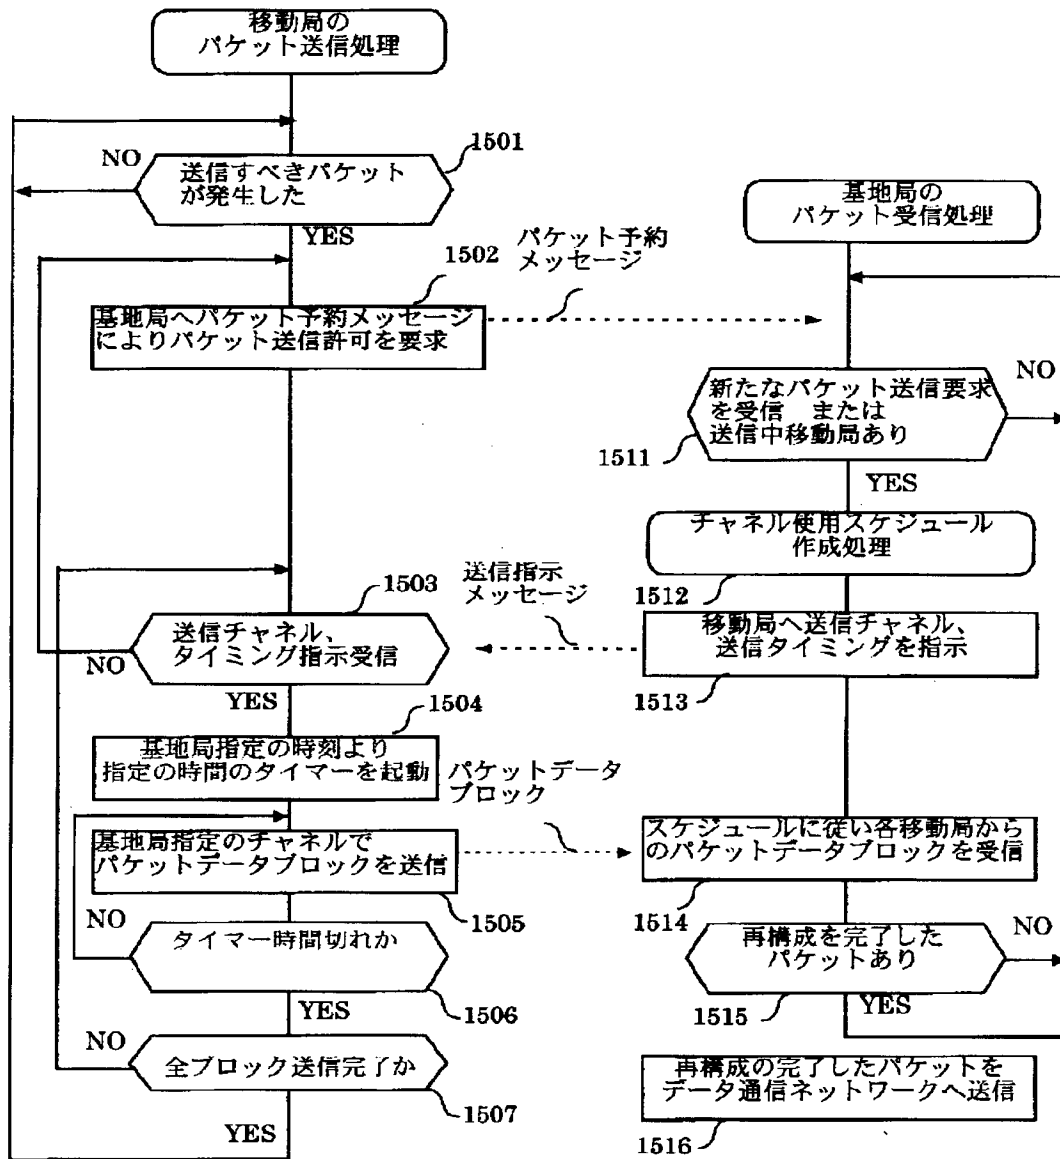 移動局の
パケット送信処理
NO
送信すべきパケット
が発生した
1501
YES
基地局へパケット予約メッセージ
によりパケット送信許可を要求
1502
パケット予約
メッセージ
送信チャネル、
タイミング指示受信
1503
NO
YES
送信指示
メッセージ
基地局指定の時刻より
指定の時間のタイマーを起動
1504
パケットデータ
ブロック
基地局指定のチャネルで
パケットデータブロックを送信
1505
NO
タイマー時間切れか
1506
YES
NO
全ブロック送信完了か
1507
YES
基地局の
パケット受信処理
新たなパケット送信要求
を受信 または
送信中移動局あり
1511
NO
YES
チャネル使用スケジュール
作成処理
1512
移動局へ送信チャネル、
送信タイミングを指示
1513
スケジュールに従い各移動局から
のパケットデータブロックを受信
1514
再構成を完了した
パケットあり
NO
1515
YES
再構成の完了したパケットを
データ通信ネットワークへ送信
1516